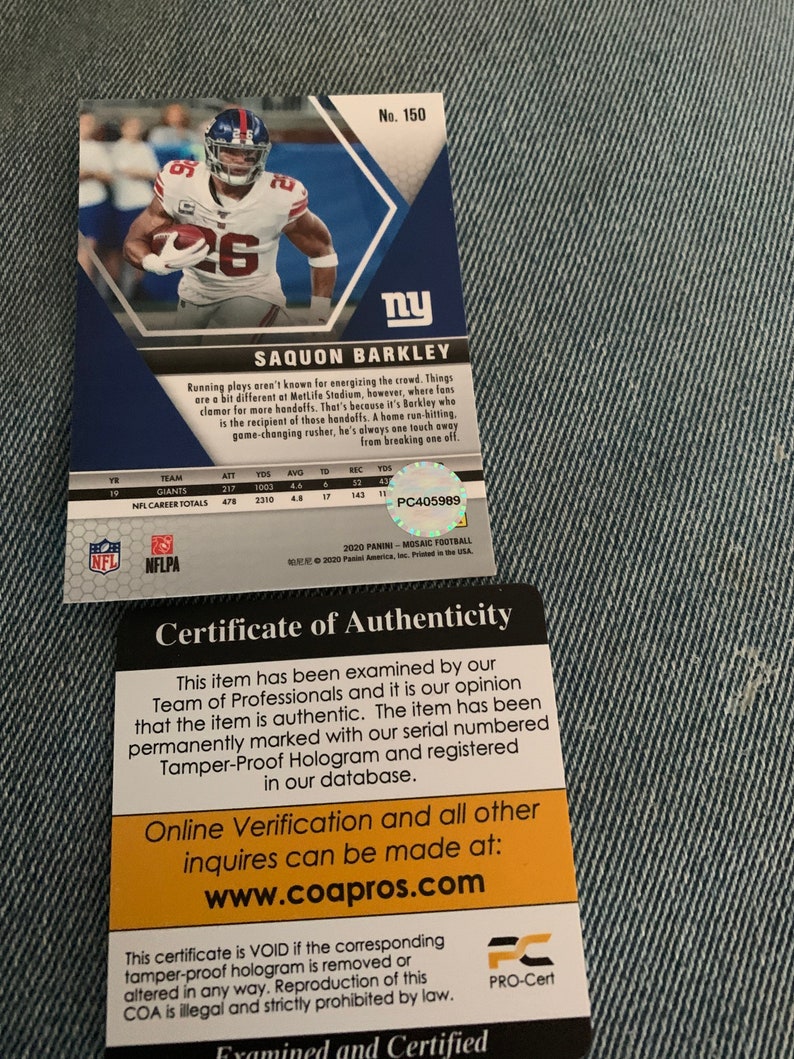 No. 150
26
26
26
ny
SAQUON BARKLEY
Running plays aren't known for energizing the crowd. Things
are a bit different at MetLife Stadium, however, where fans
clamor for more handoffs. That's because it's Barkley who
is the recipient of those handoffs. A home run-hitting,
game-changing rusher, he's always one touch away
from breaking one off.
YR TEAM ATT YDS AVG TD REC YDS
19 GIANTS 217 1003 4.6 6 52
NFL CAREER TOTALS 478 2310 4.8 17 143
PC405989
NFL
NFLPA
2020 PANINI – MOSAIC FOOTBALL
帕尼尼 © 2020 Panini America, Inc. Printed in the USA.
Certificate of Authenticity
This item has been examined by our
Team of Professionals and it is our opinion
that the item is authentic. The item has been
permanently marked with our serial numbered
Tamper-Proof Hologram and registered
in our database.
Online Verification and all other
inquires can be made at:
www.coapros.com
This certificate is VOID if the corresponding
tamper-proof hologram is removed or
altered in any way. Reproduction of this
COA is illegal and strictly prohibited by law.
PC
PRO-Cert
Examined and Certified